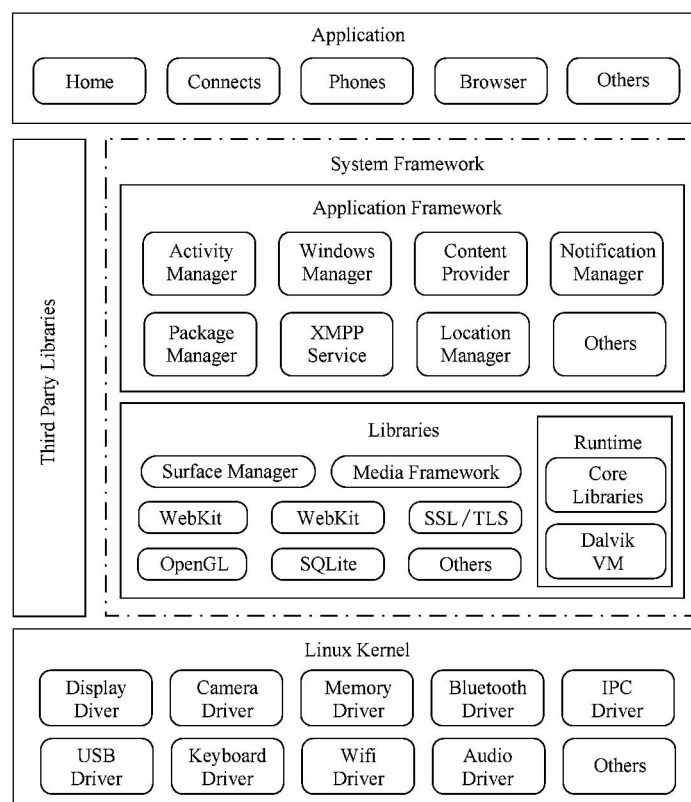 Application
Home
Connects
Phones
Browser
Others
Third Party Libraries
System Framework
Application Framework
Activity
Manager
Windows
Manager
Content
Provider
Notification
Manager
Package
Manager
XMPP
Service
Location
Manager
Others
Libraries
Surface Manager
Media Framework
WebKit
WebKit
SSL/TLS
OpenGL
SQLite
Others
Runtime
Core
Libraries
Dalvik
VM
Linux Kernel
Display
Diver
Camera
Driver
Memory
Driver
Bluetooth
Driver
IPC
Driver
USB
Driver
Keyboard
Driver
Wifi
Driver
Audio
Driver
Others